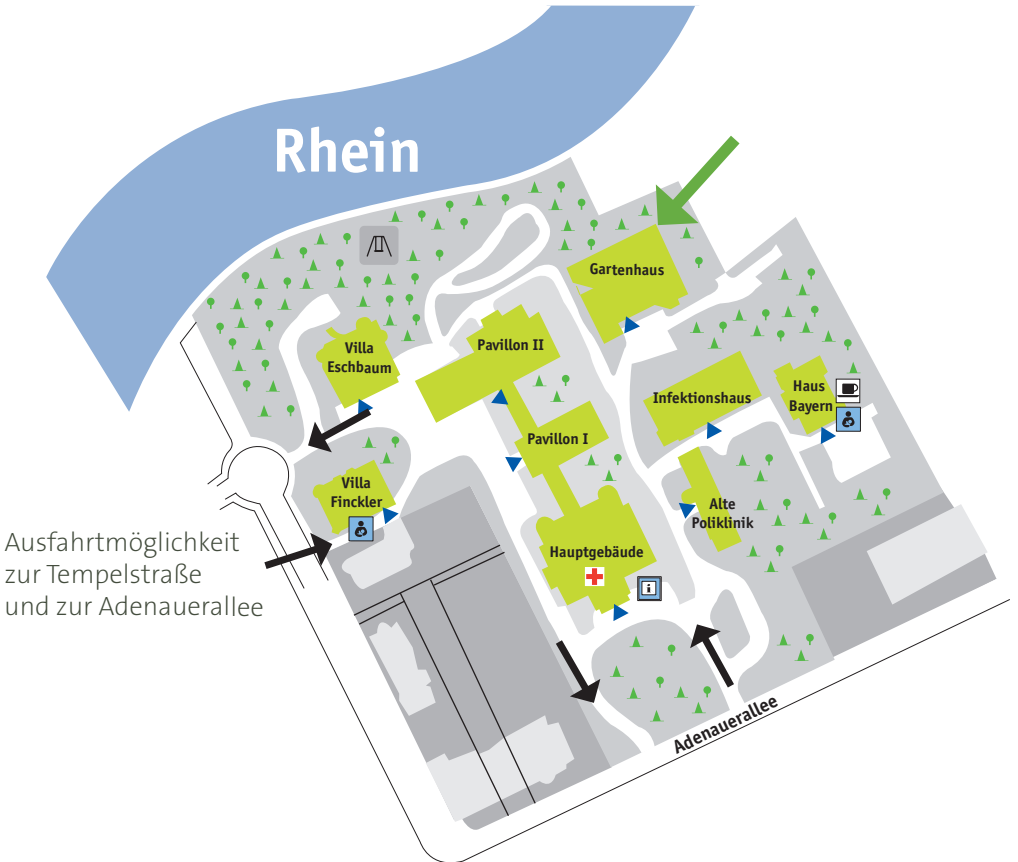 Rhein
Gartenhaus
Villa
Eschbaum
Pavillon II
Infektionshaus
Haus
Bayern
Pavillon I
Villa
Finckler
Alte
Poliklinik
Hauptgebäude
i
Ausfahrtmöglichkeit
zur Tempelstraße
und zur Adenauerallee
Adenauerallee